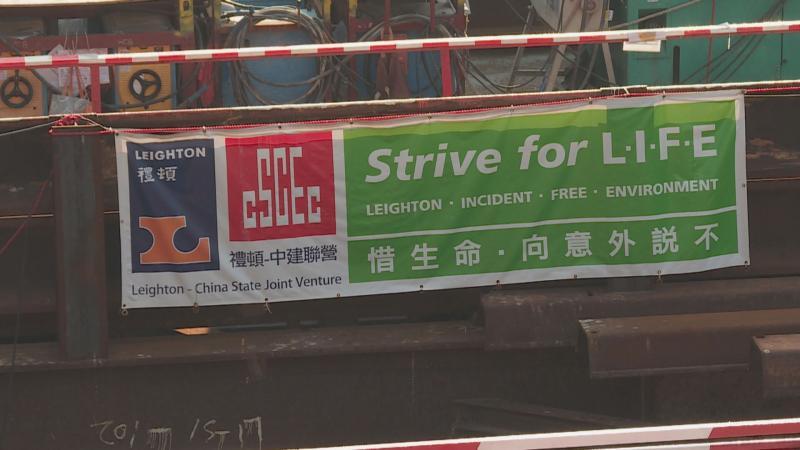 LEIGHTON
禮頓
CSCEC
禮頓-中建聯營
Leighton - China State Joint Venture
Strive for L·I·F·E
LEIGHTON · INCIDENT · FREE · ENVIRONMENT
惜生命·向意外説不